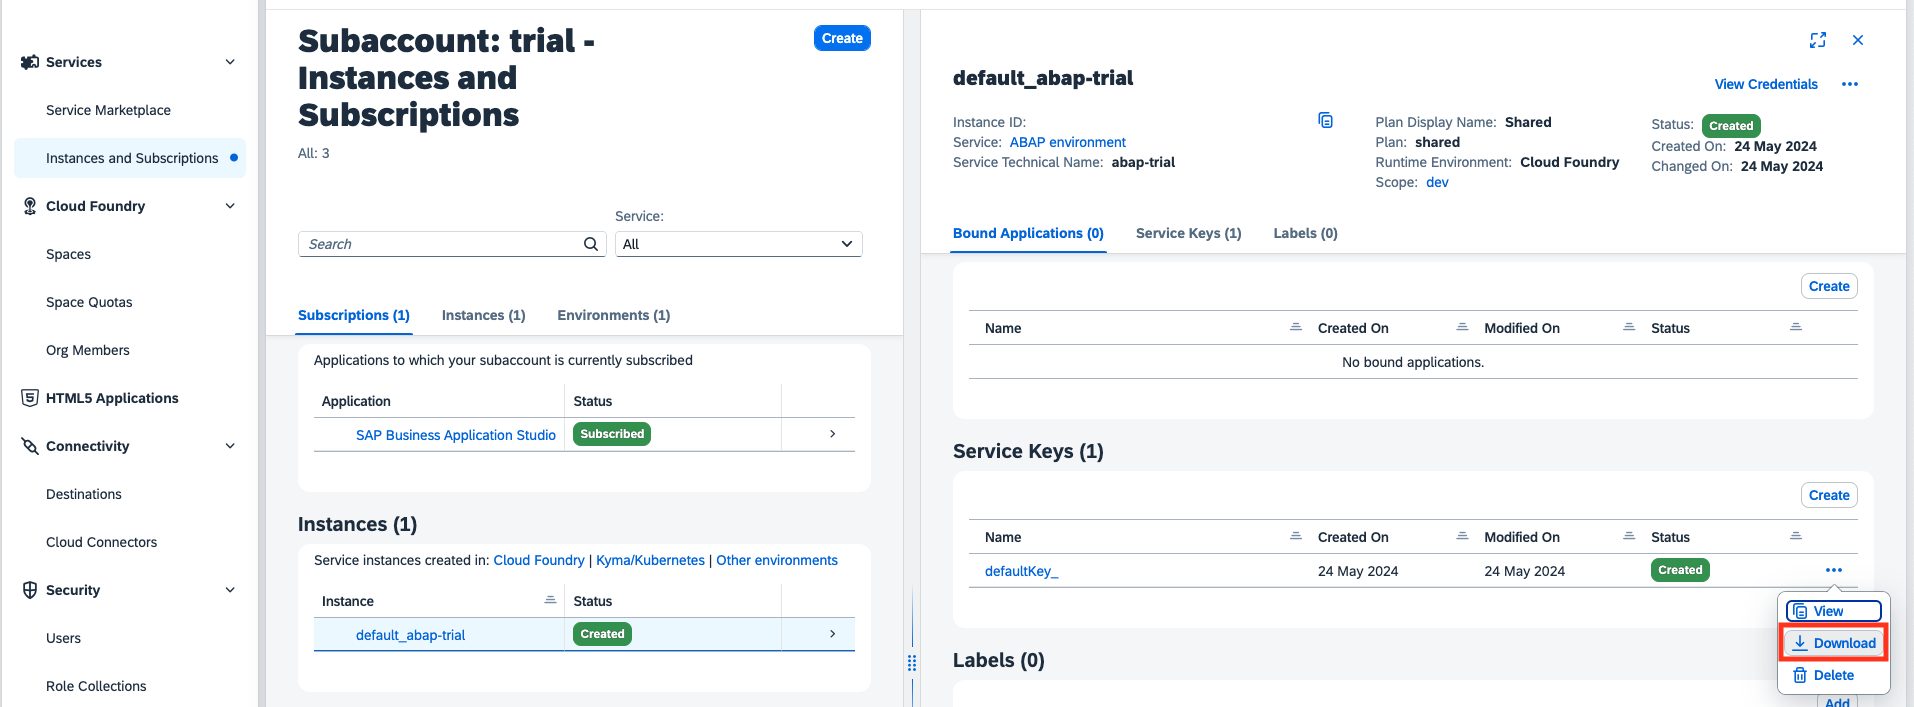 Services
Service Marketplace
Instances and Subscriptions
Cloud Foundry
Spaces
Space Quotas
Org Members
HTML5 Applications
Connectivity
Destinations
Cloud Connectors
Security
Users
Role Collections
Subaccount: trial -
Instances and
Subscriptions
Create
All: 3
Service:
Search
All
Subscriptions (1) Instances (1) Environments (1)
Applications to which your subaccount is currently subscribed
Application Status
SAP Business Application Studio Subscribed
Instances (1)
Service instances created in: Cloud Foundry | Kyma/Kubernetes | Other environments
Instance Status
default_abap-trial Created
default_abap-trial
View Credentials
Instance ID:
Service: ABAP environment
Service Technical Name: abap-trial
Plan Display Name: Shared
Plan: shared
Runtime Environment: Cloud Foundry
Scope: dev
Status: Created
Created On: 24 May 2024
Changed On: 24 May 2024
Bound Applications (0) Service Keys (1) Labels (0)
Create
Name Created On Modified On Status
No bound applications.
Service Keys (1)
Create
Name Created On Modified On Status
defaultKey_ 24 May 2024 24 May 2024 Created
View
Download
Delete
Labels (0)
Add